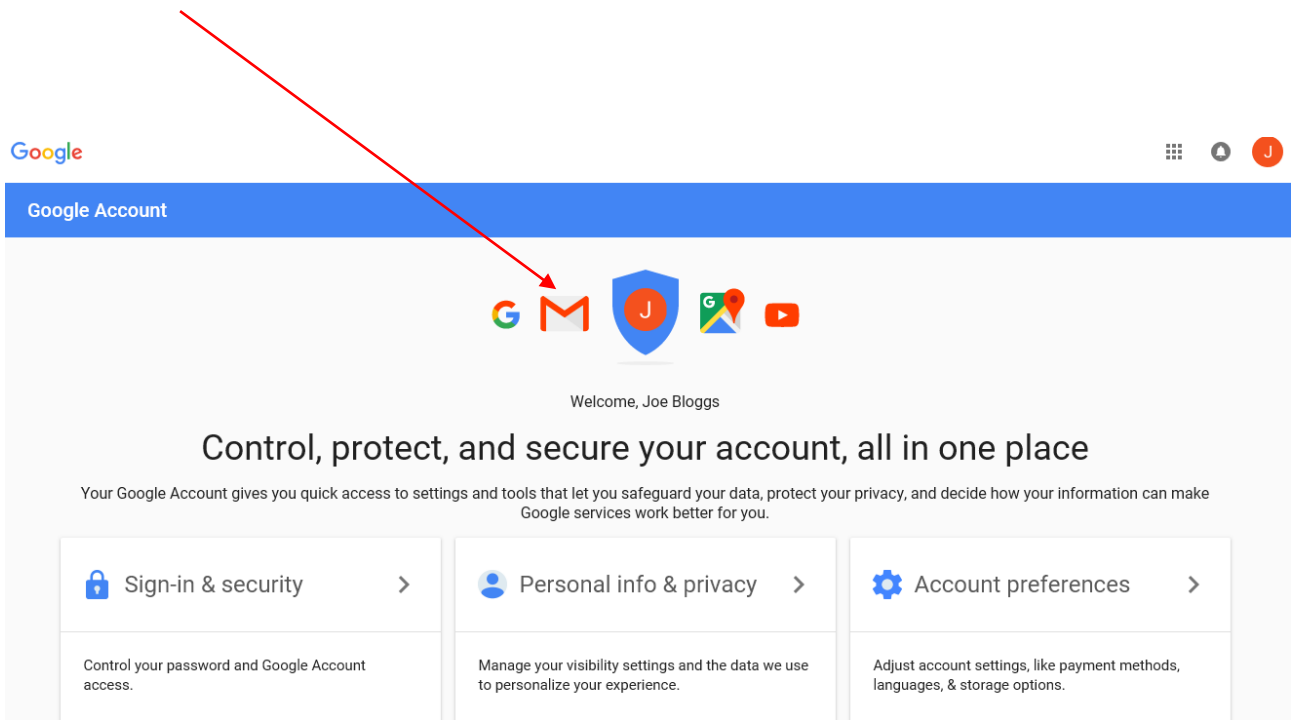 Google
J
Google Account
G
J
G
Welcome, Joe Bloggs
Control, protect, and secure your account, all in one place
Your Google Account gives you quick access to settings and tools that let you safeguard your data, protect your privacy, and decide how your information can make
Google services work better for you.
Sign-in & security
Personal info & privacy
Account preferences
Control your password and Google Account
access.
Manage your visibility settings and the data we use
to personalize your experience.
Adjust account settings, like payment methods,
languages, & storage options.